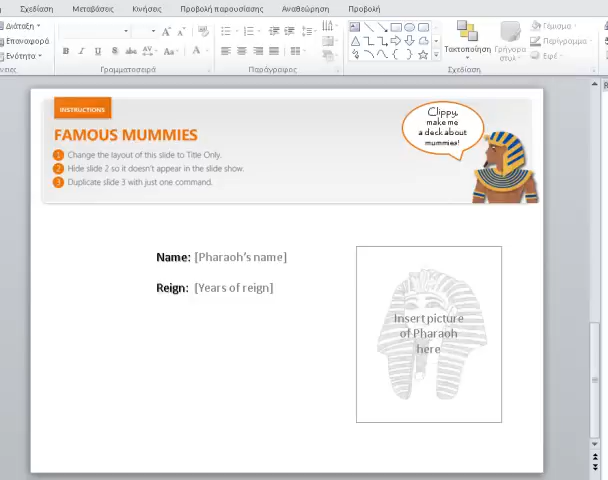 Σχεδίαση Μεταβάσεις Κινήσεις Προβολή παρουσίασης Αναθεώρηση Προβολή
Διάταξη
Επαναφορά
Ενότητα
B I U S abc AV Aa A
Τακτοποίηση Γρήγορα στυλ
Γέμισμα
Περίγραμμα
Εφέ
Γραμματοσειρά Παράγραφος Σχεδίαση
INSTRUCTIONS
FAMOUS MUMMIES
1 Change the layout of this slide to Title Only.
2 Hide slide 2 so it doesn't appear in the slide show.
3 Duplicate slide 3 with just one command.
Clippy,
make me
a deck about
mummies!
Name: [Pharaoh's name]
Reign: [Years of reign]
Insert picture
of Pharaoh
here